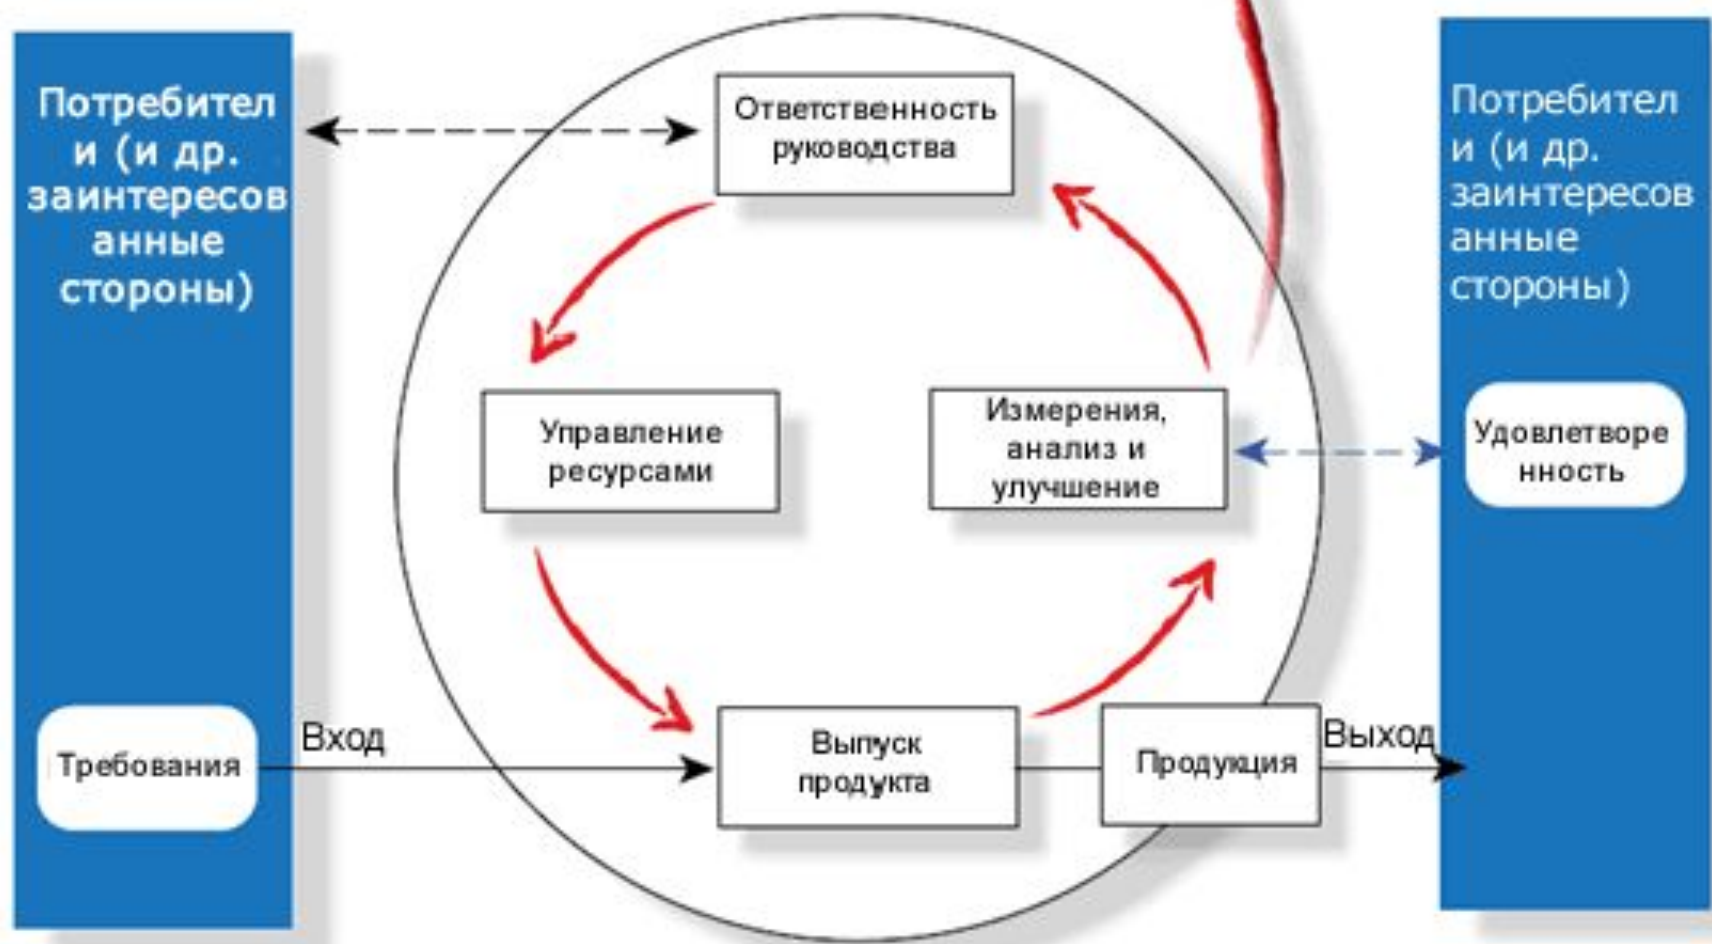 Потребител
и (и др.
заинтересов
анные
стороны)
Ответственность
руководства
Потребител
и (и др.
заинтересов
анные
стороны)
Управление
ресурсами
Измерения,
анализ и
улучшение
Удовлетворе
нность
Требования
Вход
Выпуск
продукта
Продукция
Выход